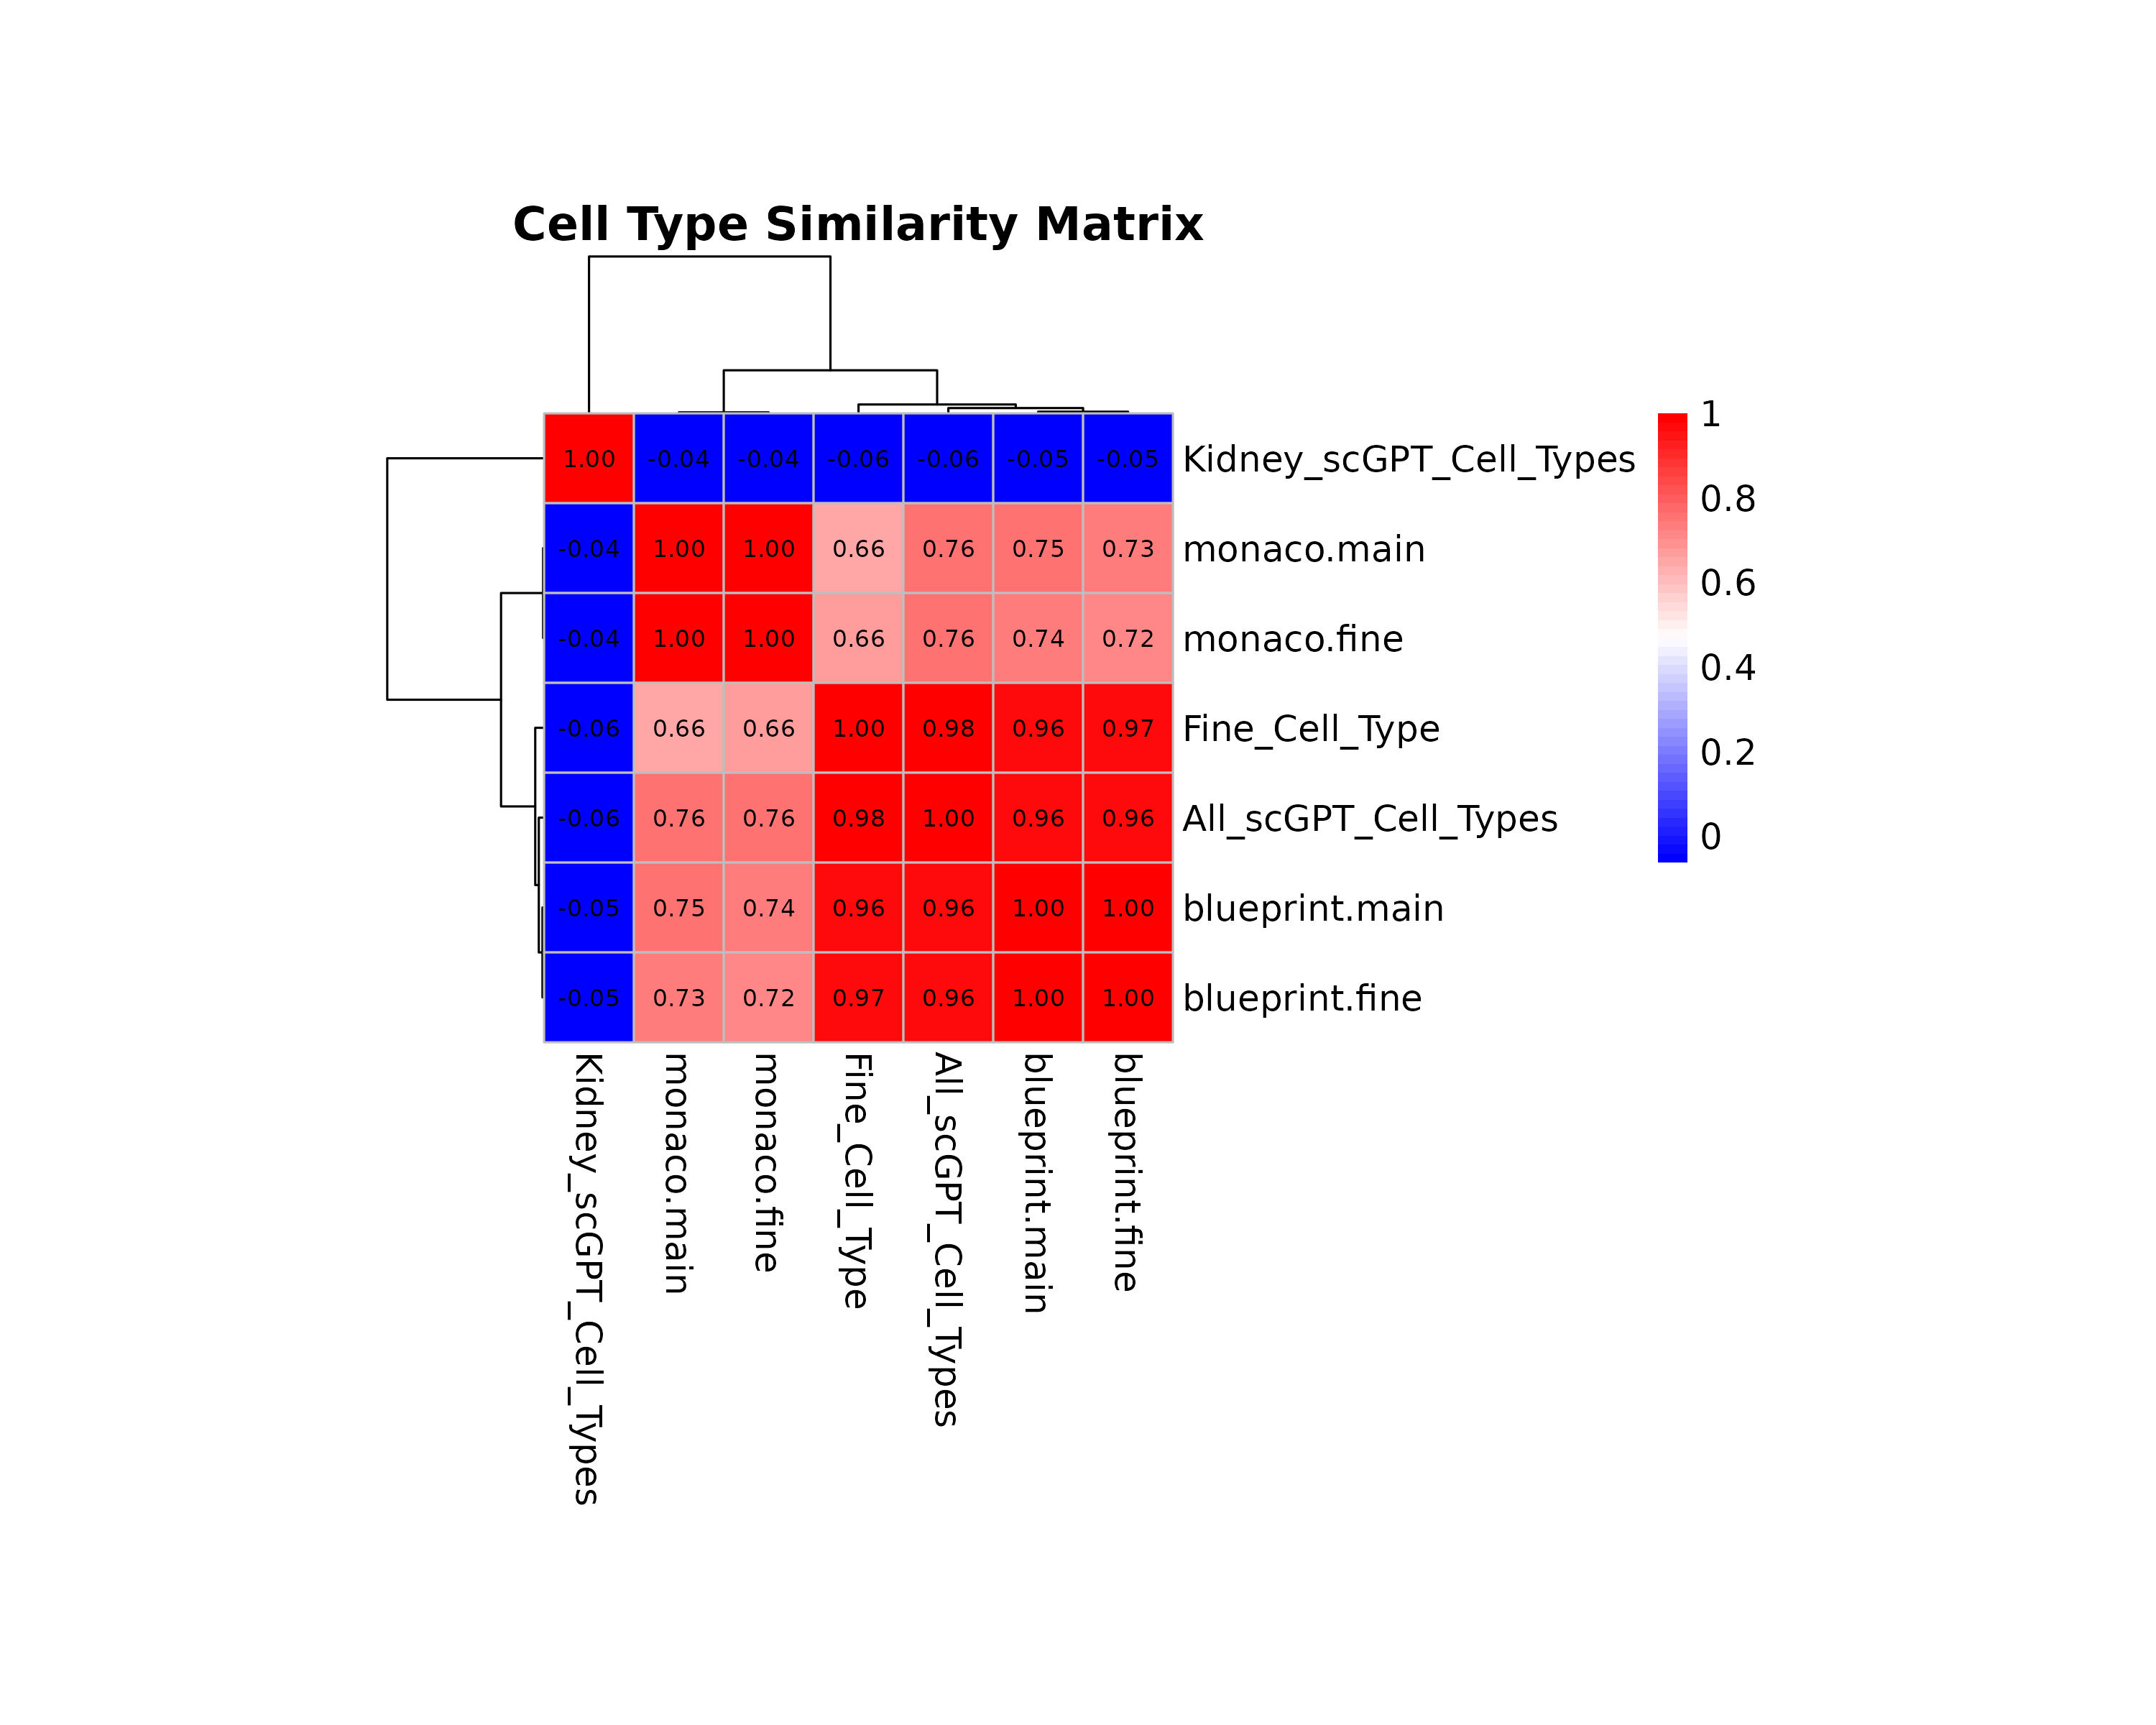 Cell Type Similarity Matrix
1.00 -0.04 -0.04 -0.06 -0.06 -0.05 -0.05 Kidney_scGPT_Cell_Types
-0.04 1.00 1.00 0.66 0.76 0.75 0.73 monaco.main
-0.04 1.00 1.00 0.66 0.76 0.74 0.72 monaco.fine
-0.06 0.66 0.66 1.00 0.98 0.96 0.97 Fine_Cell_Type
-0.06 0.76 0.76 0.98 1.00 0.96 0.96 All_scGPT_Cell_Types
-0.05 0.75 0.74 0.96 0.96 1.00 1.00 blueprint.main
-0.05 0.73 0.72 0.97 0.96 1.00 1.00 blueprint.fine
Kidney_scGPT_Cell_Types
monaco.main
monaco.fine
Fine_Cell_Type
All_scGPT_Cell_Types
blueprint.main
blueprint.fine
1
0.8
0.6
0.4
0.2
0